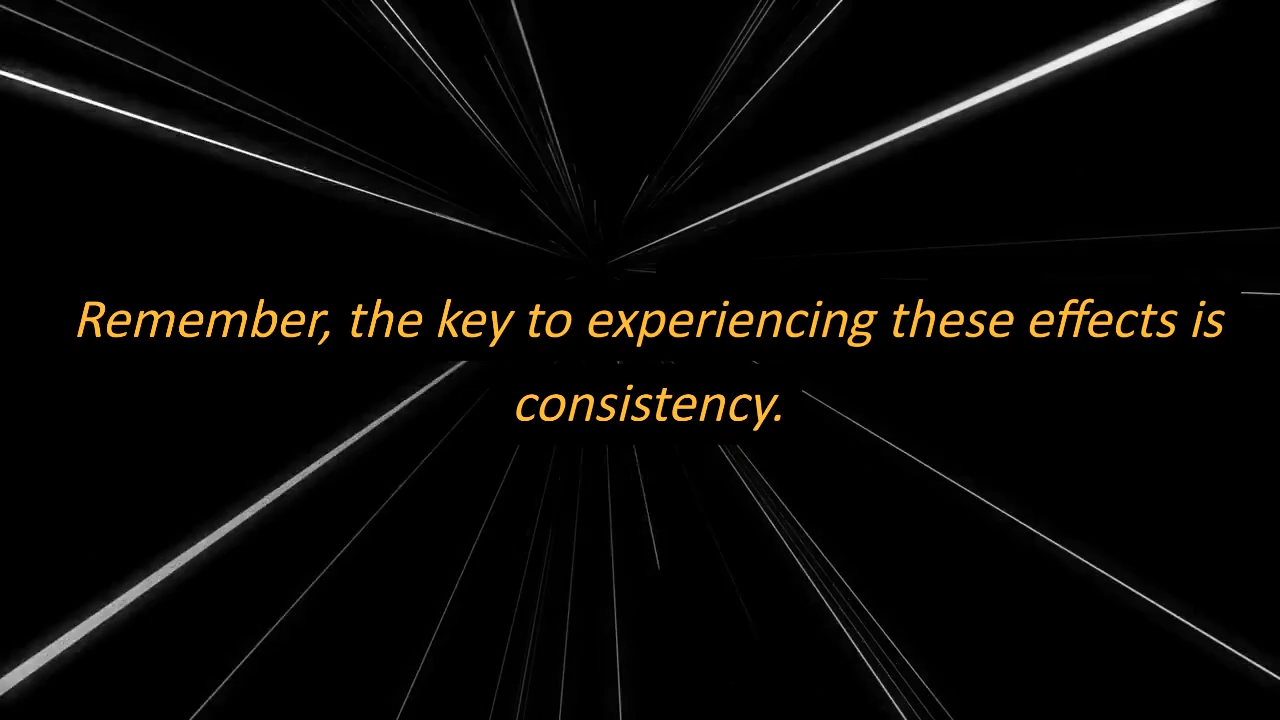 Remember, the key to experiencing these effects is
consistency.